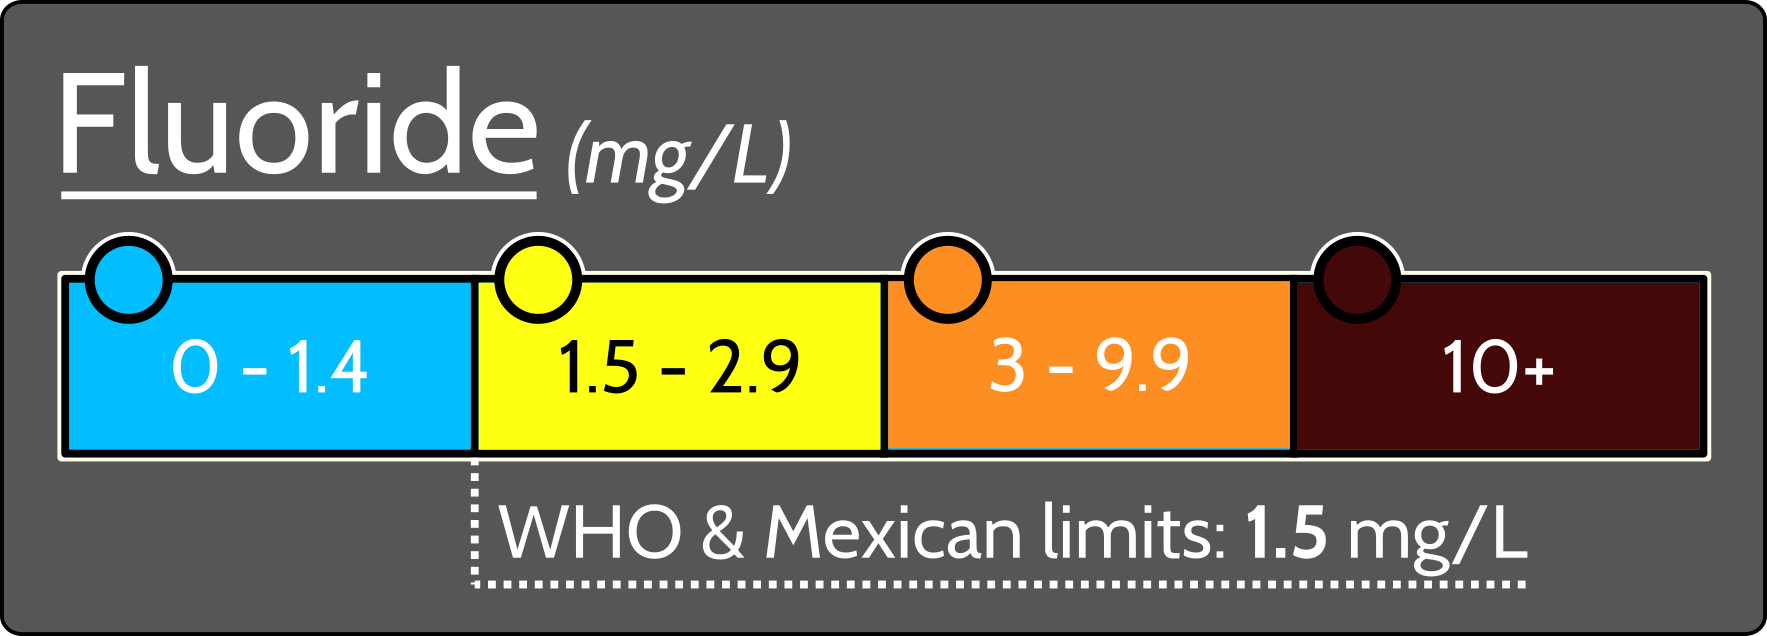 Fluoride (mg/L)
0 - 1.4
1.5 - 2.9
3 - 9.9
10+
WHO & Mexican limits: 1.5 mg/L